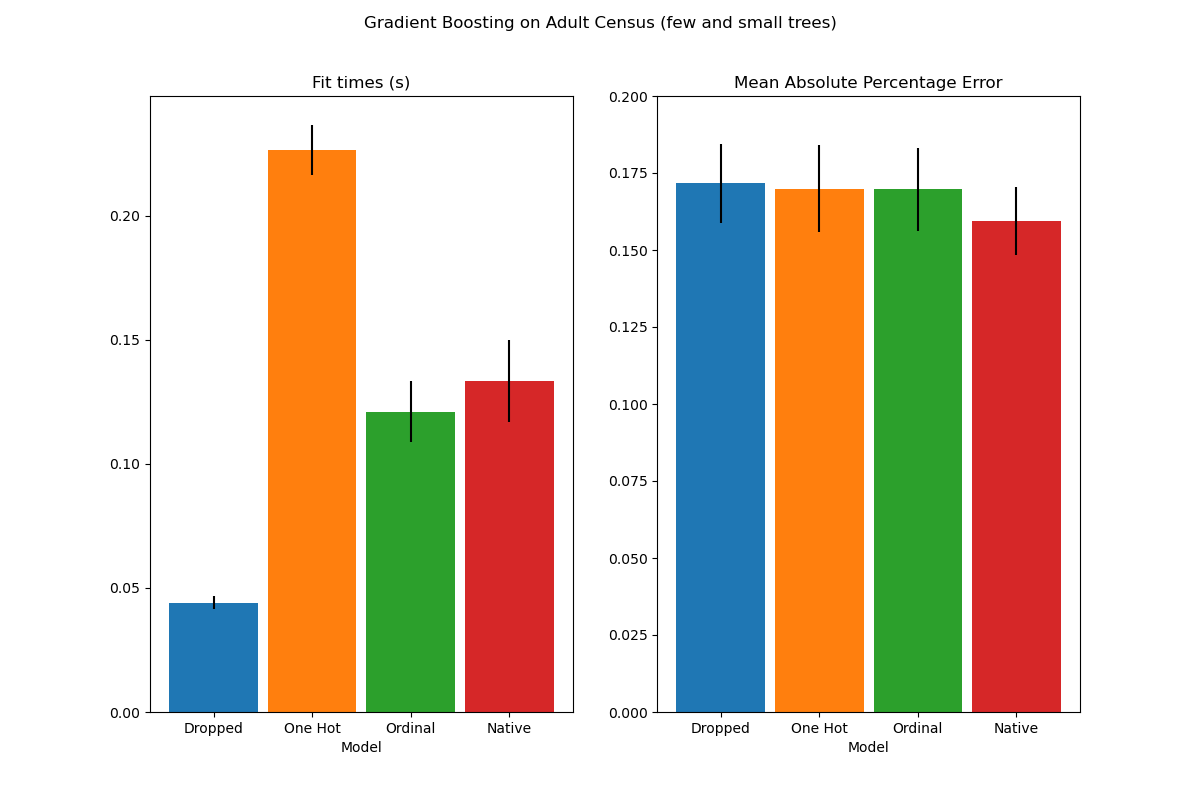 Gradient Boosting on Adult Census (few and small trees)
Fit times (s)
0.20
0.15
0.10
0.05
0.00
Dropped One Hot Ordinal Native
Model
Mean Absolute Percentage Error
0.200
0.175
0.150
0.125
0.100
0.075
0.050
0.025
0.000
Dropped One Hot Ordinal Native
Model